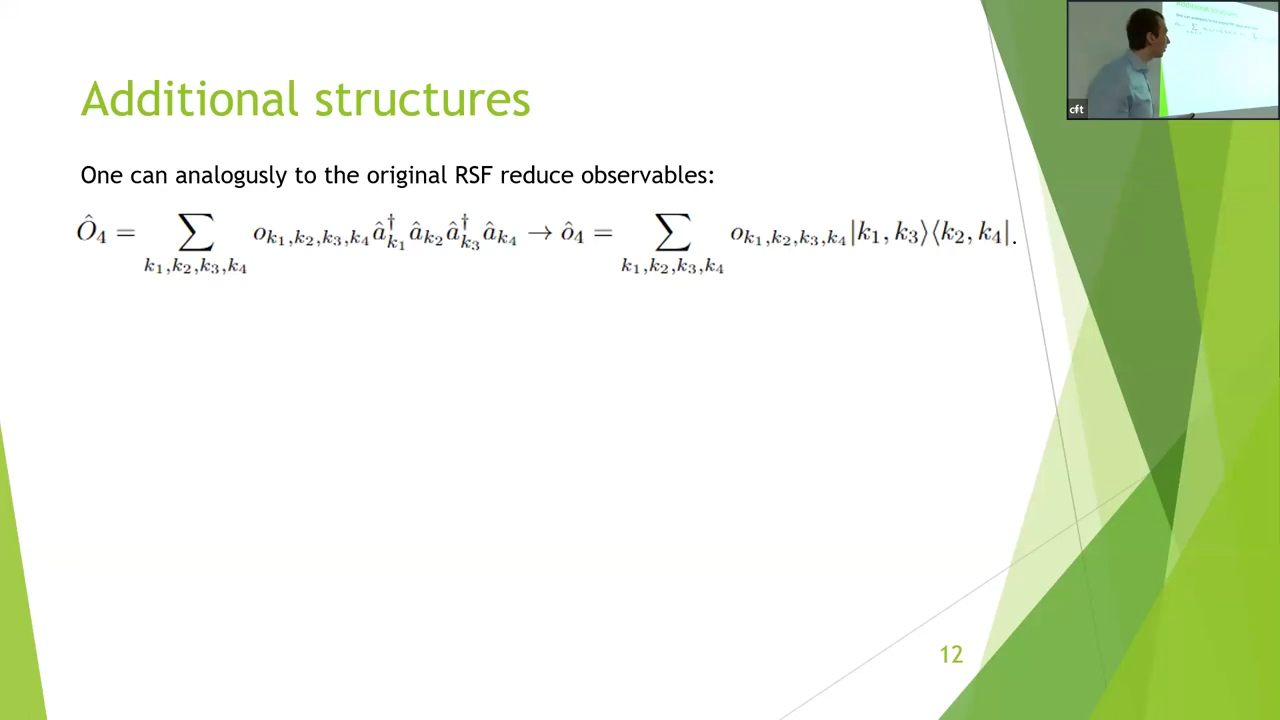 Additional structures
One can analogusly to the original RSF reduce observables:
Ô₄ = ∑_{k₁,k₂,k₃,k₄} o_{k₁,k₂,k₃,k₄} â†_{k₁} â_{k₂} â†_{k₃} â_{k₄} → ô₄ = ∑_{k₁,k₂,k₃,k₄} o_{k₁,k₂,k₃,k₄} |k₁, k₃⟩⟨k₂, k₄|.
12
cft
Additional structures